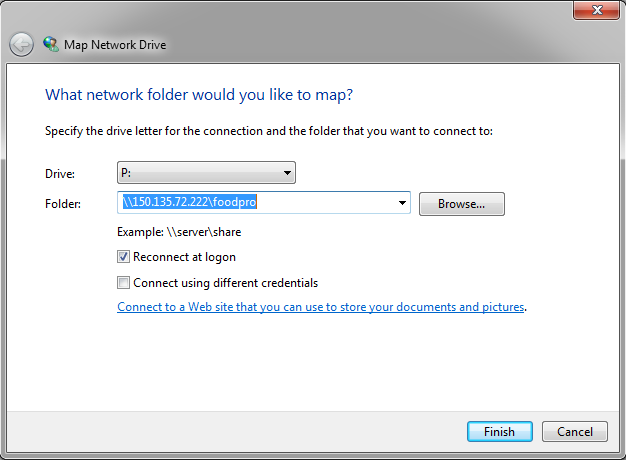 Map Network Drive
What network folder would you like to map?
Specify the drive letter for the connection and the folder that you want to connect to:
Drive: P:
Folder: \\150.135.72.222\foodpro Browse...
Example: \\server\share
Reconnect at logon
Connect using different credentials
Connect to a Web site that you can use to store your documents and pictures.
Finish Cancel